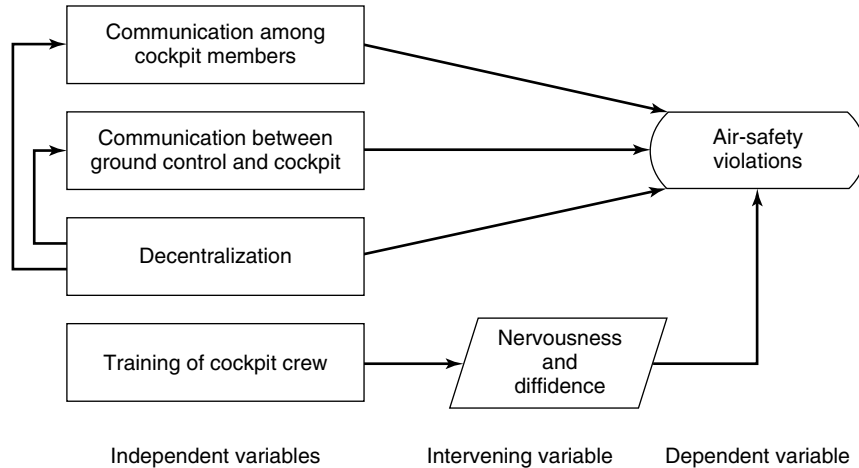 Communication among
cockpit members
Communication between
ground control and cockpit
Air-safety
violations
Decentralization
Training of cockpit crew
Nervousness
and
diffidence
Independent variables
Intervening variable
Dependent variable